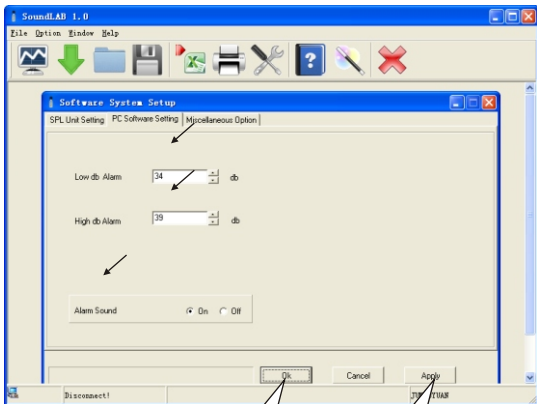 SoundLAB 1.0
File Option Window Help
Software System Setup
SPL Unit Setting PC Software Setting Miscellaneous Option
Low db Alarm 34 db
High db Alarm 39 db
Alarm Sound On Off
Ok Cancel Apply
Disconnect!